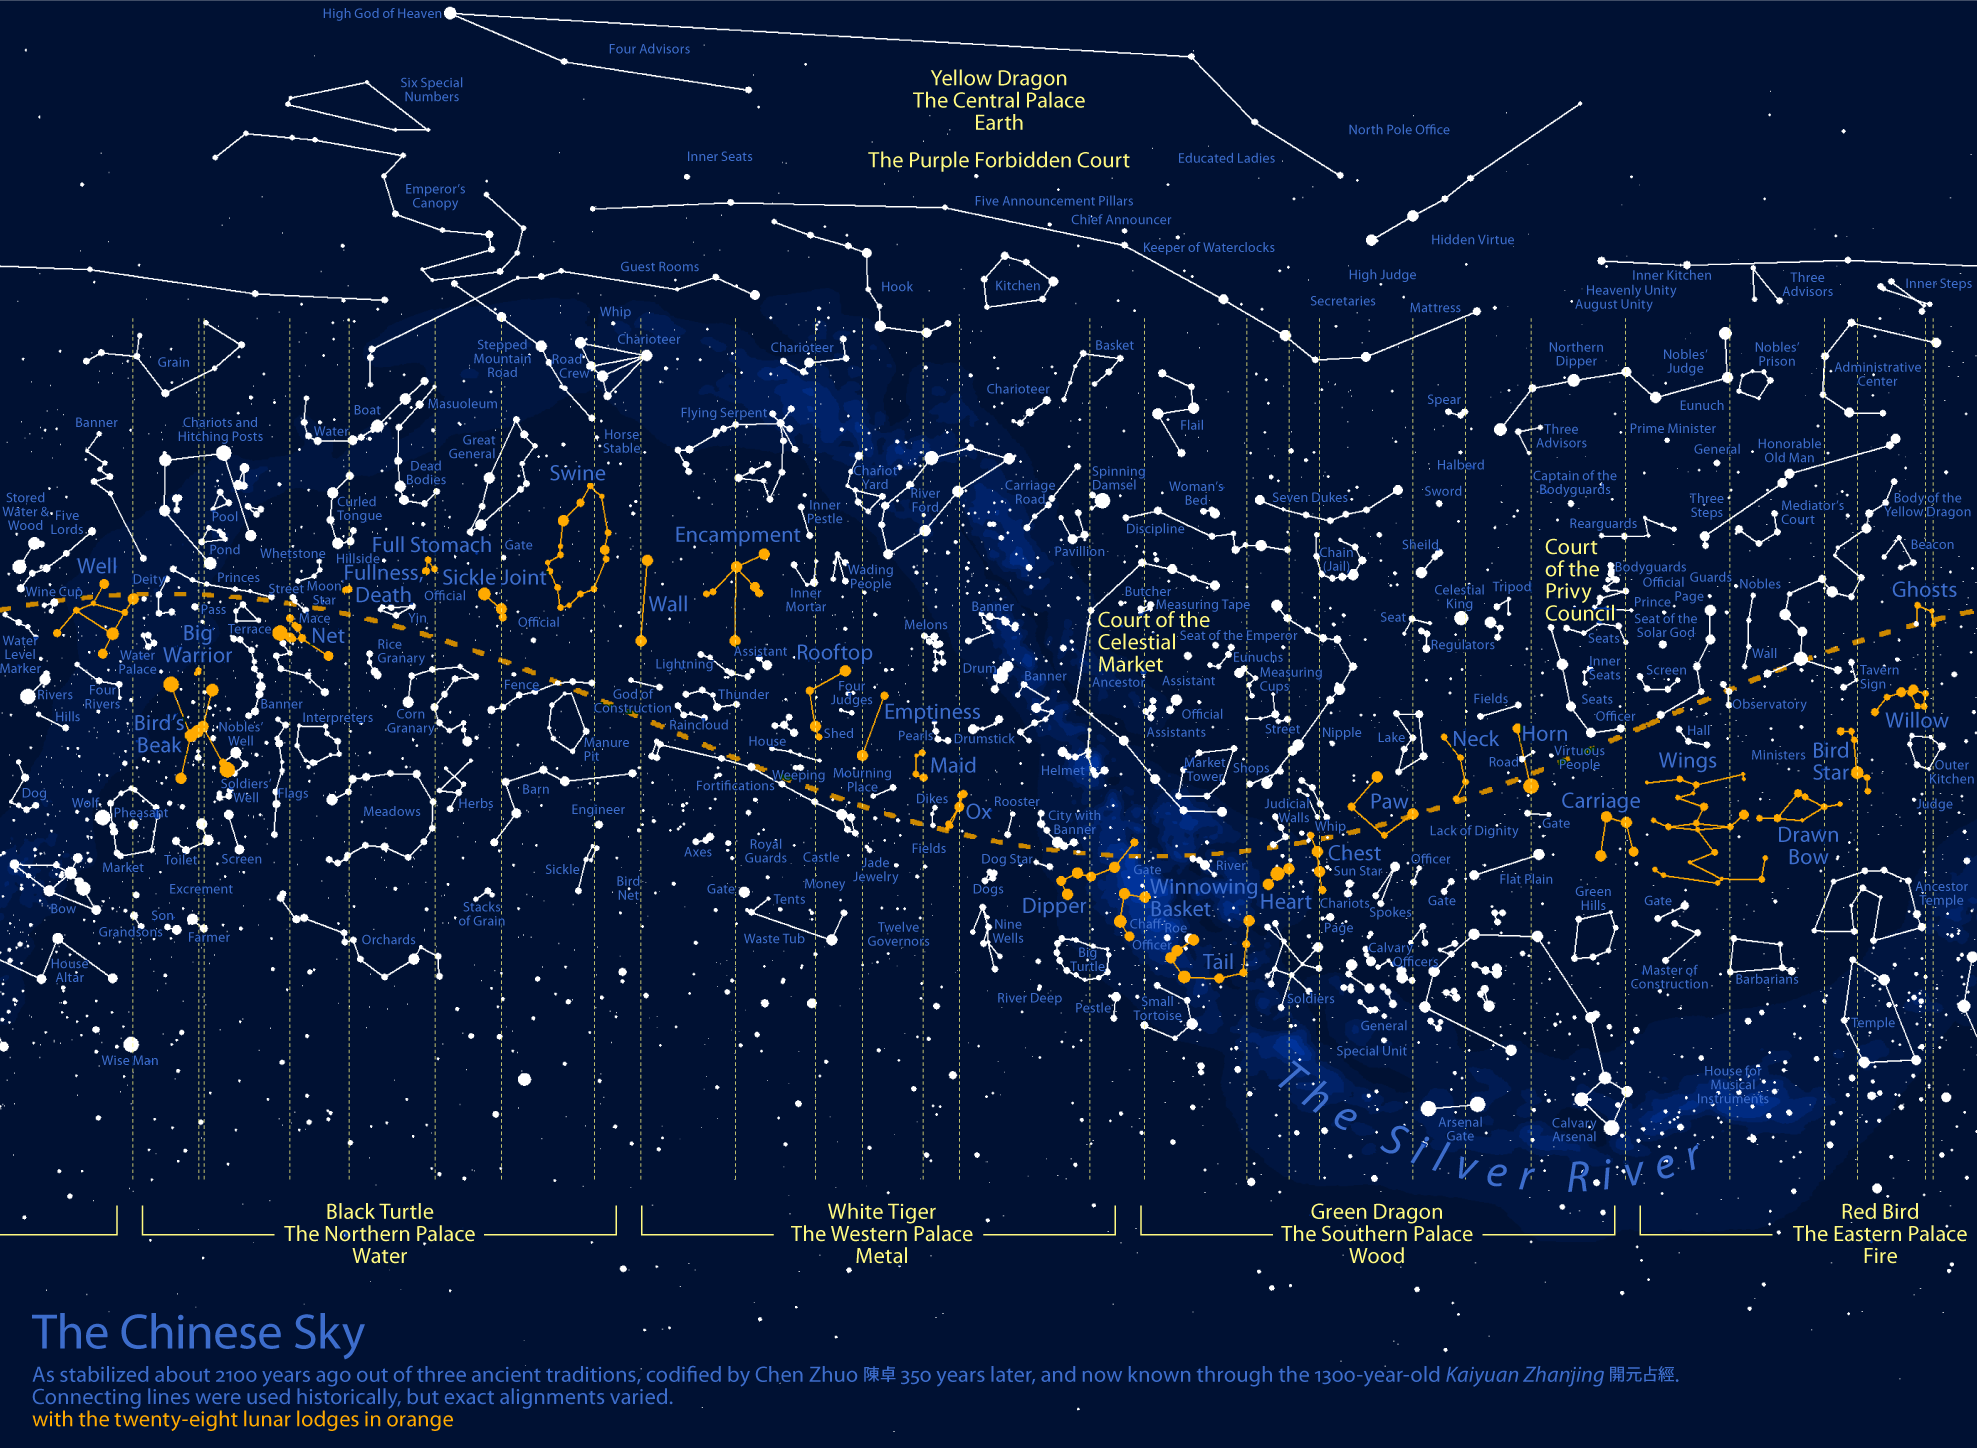 High God of Heaven
Four Advisors
Six Special
Numbers
Yellow Dragon
The Central Palace
Earth
The Purple Forbidden Court
North Pole Office
Inner Seats
Educated Ladies
Emperor's
Canopy
Five Announcement Pillars
Chief Announcer
Keeper of Waterclocks
Hidden Virtue
Guest Rooms
Hook
Kitchen
High Judge
Secretaries
Mattress
Inner Kitchen
Heavenly Unity
August Unity
Three
Advisors
Inner Steps
Whip
Charioteer
Stepped
Mountain
Road
Road
Crew
Charioteer
Basket
Grain
Northern
Dipper
Nobles'
Judge
Nobles'
Prison
Administrative
Center
Charioteer
Boat
Masuoleum
Flying Serpent
Flail
Spear
Eunuch
Banner
Chariots and
Hitching Posts
Water
Great
General
Horse
Stable
Three
Advisors
Prime Minister
General
Honorable
Old Man
Dead
Bodies
Swine
Chariot
Yard
River
Ford
Carriage
Road
Spinning
Damsel
Woman's
Bed
Seven Dukes
Halberd
Sword
Captain of the
Bodyguards
Three
Steps
Body of the
Yellow Dragon
Stored
Water &
Wood
Five
Lords
Pool
Curled
Tongue
Inner
Pestle
Discipline
Rearguards
Mediator's
Court
Well
Pond
Whetstone
Hillside
Full Stomach
Gate
Encampment
Pavillion
Chain
(Jail)
Sheild
Court
of the
Privy
Council
Beacon
Wine Cup
Deity
Princes
Street
Moon
Star
Fullness,
Death
Official
Sickle Joint
Wall
Inner
Mortar
Wading
People
Butcher
Measuring Tape
Celestial
King
Tripod
Bodyguards
Official
Guards
Page
Nobles
Ghosts
Pass
Mace
Terrace
Net
Yin
Official
Banner
Melons
Court of the
Celestial
Market
Seat of the Emperor
Seat
Regulators
Prince
Seat of the
Solar God
Seats
Water
Level
Marker
Water
Palace
Big
Warrior
Rice
Granary
Assistant
Lightning
Rooftop
Drum
Ancestor
Assistant
Eunuchs
Measuring
Cups
Inner
Seats
Screen
Wall
Tavern
Sign
Rivers
Four
Rivers
Hills
Banner
Fence
God of
Construction
Thunder
Four
Judges
Emptiness
Banner
Official
Assistants
Fields
Seats
Officer
Observatory
Willow
Bird's
Beak
Nobles'
Well
Interpreters
Corn
Granary
Manure
Pit
Raincloud
House
Shed
Pearls
Drumstick
Street
Nipple
Lake
Neck
Horn
Road
Virtuous
People
Hall
Wings
Ministers
Bird
Star
Outer
Kitchen
Dog
Wolf
Soldiers'
Well
Flags
Meadows
Herbs
Barn
Engineer
Fortifications
Weeping
Mourning
Place
Maid
Helmet
Market
Tower
Shops
Judicial
Walls
Paw
Carriage
Judge
Pheasant
Dikes
Ox
Rooster
City with
Banner
Whip
Lack of Dignity
Gate
Drawn
Bow
Market
Toilet
Screen
Sickle
Axes
Royal
Guards
Castle
Fields
Dog Star
Gate
River
Chest
Sun Star
Officer
Flat Plain
Bow
Excrement
Bird
Net
Gate
Money
Jade
Jewelry
Dogs
Dipper
Winnowing
Basket
Heart
Chariots
Page
Spokes
Gate
Green
Hills
Gate
Ancestor
Temple
Grandsons
Son
Farmer
Orchards
Stacks
of Grain
Tents
Waste Tub
Twelve
Governors
Nine
Wells
Chaff
Roe
Officer
House
Altar
Big
Turtle
Tail
Calvary
Officers
Master of
Construction
Barbarians
River Deep
Pestle
Small
Tortoise
Soldiers
General
Special Unit
Temple
Wise Man
House for
Musical
Instruments
Arsenal
Gate
Calvary
Arsenal
The Silver River
Black Turtle
The Northern Palace
Water
White Tiger
The Western Palace
Metal
Green Dragon
The Southern Palace
Wood
Red Bird
The Eastern Palace
Fire
The Chinese Sky
As stabilized about 2100 years ago out of three ancient traditions, codified by Chen Zhuo 陳卓 350 years later, and now known through the 1300-year-old Kaiyuan Zhanjing 開元占經.
Connecting lines were used historically, but exact alignments varied.
with the twenty-eight lunar lodges in orange